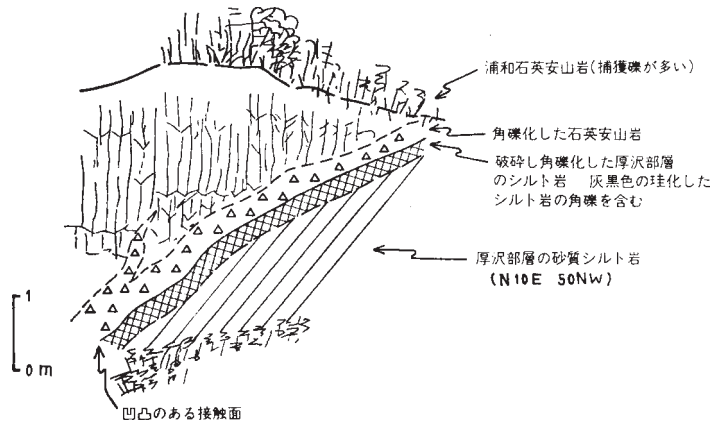 浦和石英安山岩(捕獲礫が多い)
角礫化した石英安山岩
破砕し角礫化した厚沢部層
のシルト岩 灰黒色の珪化した
シルト岩の角礫を含む
厚沢部層の砂質シルト岩
(N10E 50NW)
1
0m
凹凸のある接触面